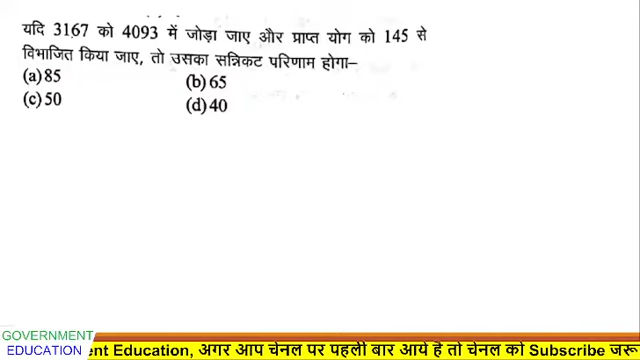 यदि 3167 को 4093 में जोड़ा जाए और प्राप्त योग को 145 से
विभाजित किया जाए, तो उसका सन्निकट परिणाम होगा–
(a) 85 (b) 65
(c) 50 (d) 40
GOVERNMENT
EDUCATION
ent Education, अगर आप चेनल पर पहली बार आये है तो चेनल को Subscribe जरू